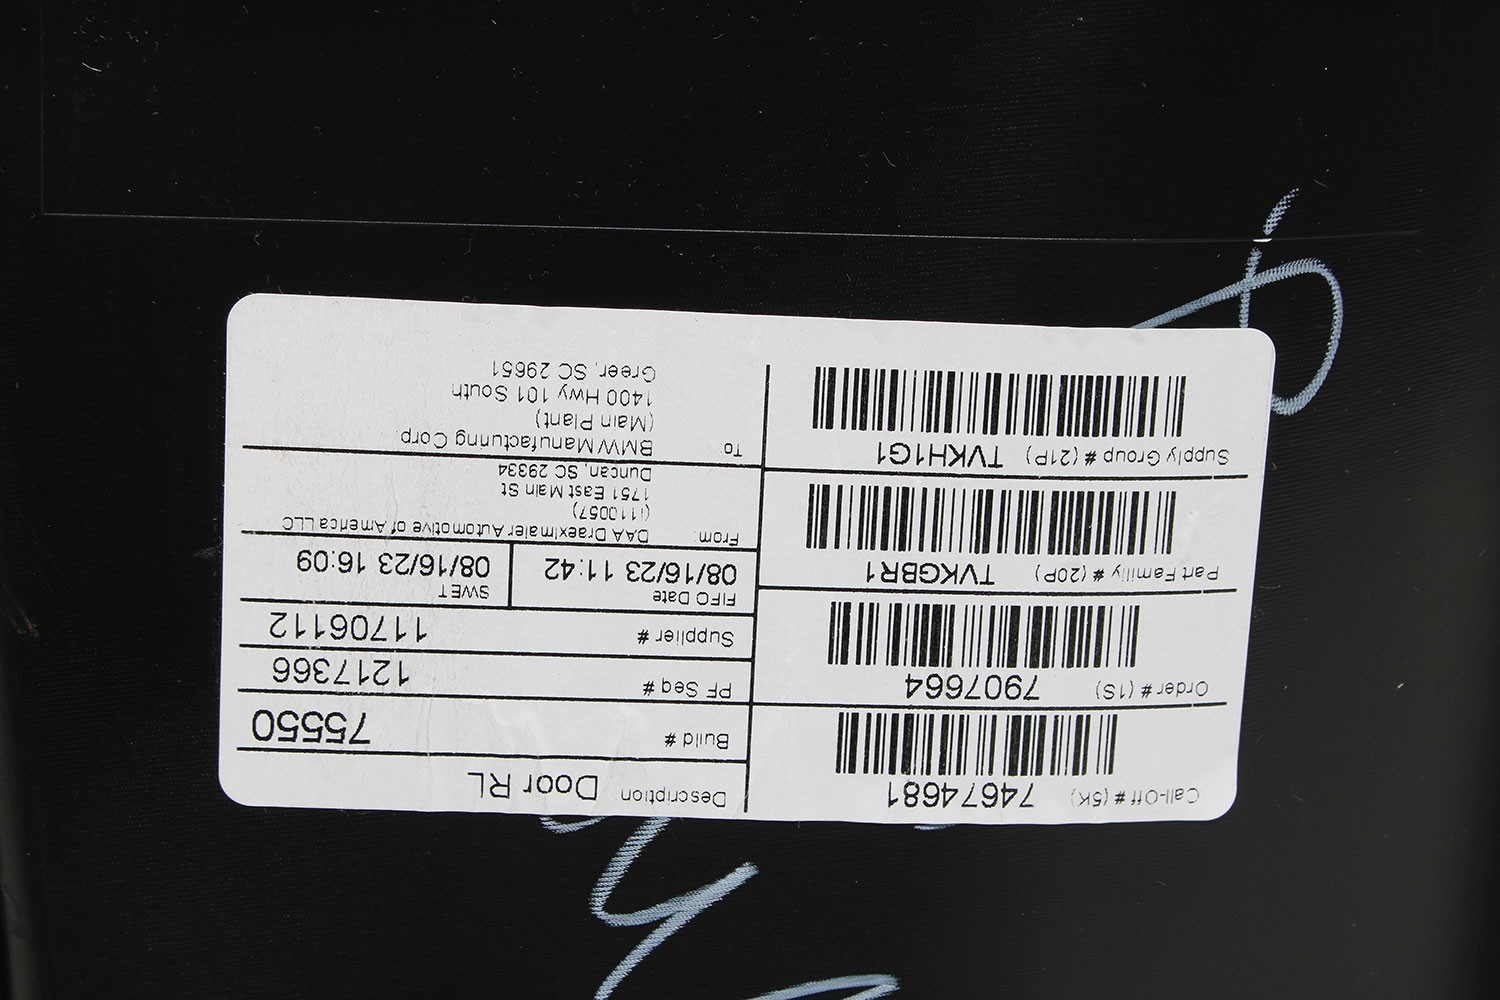 Call-Off # (5K) 74674681
Order # (1S) 7907664
Part Family # (20P) TVKGBR1
Supply Group # (21P) TVKH1G1
Description Door RL
Build # 75550
PF Seq # 1217366
Supplier # 11706112
FIFO Date
08/16/23 11:42
SWET
08/16/23 16:09
From: DAA Draexlmaier Automotive of America LLC
(i110057)
1751 East Main St
Duncan, SC 29334
To BMW Manufacturing Corp.
(Main Plant)
1400 Hwy 101 South
Greer, SC 29651